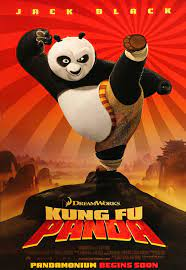 JACK BLACK
DREAMWORKS
KUNG FU
PANDA
PANDAMONIUM BEGINS SOON